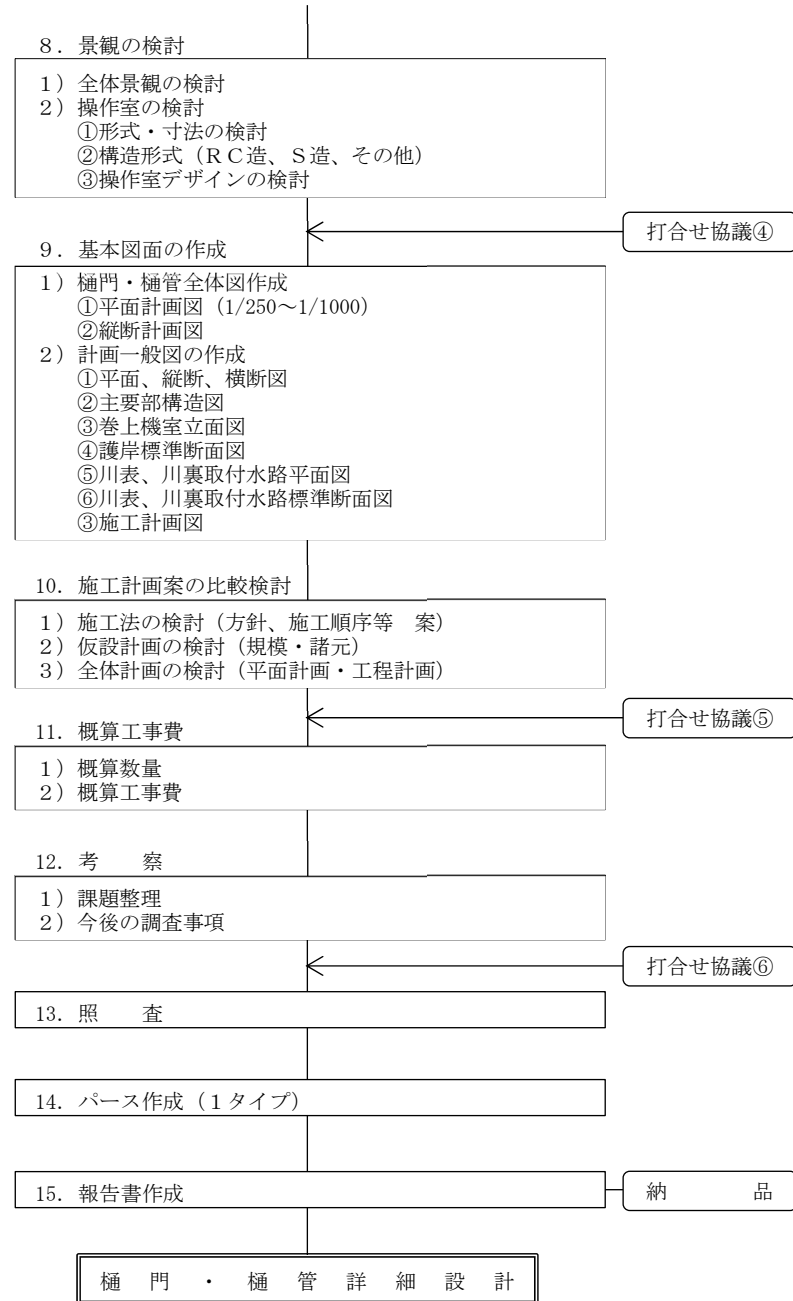 ８．景観の検討
１）全体景観の検討
２）操作室の検討
①形式・寸法の検討
②構造形式（ＲＣ造、Ｓ造、その他）
③操作室デザインの検討
打合せ協議④
９．基本図面の作成
１）樋門・樋管全体図作成
①平面計画図（1/250～1/1000）
②縦断計画図
２）計画一般図の作成
①平面、縦断、横断図
②主要部構造図
③巻上機室立面図
④護岸標準断面図
⑤川表、川裏取付水路平面図
⑥川表、川裏取付水路標準断面図
③施工計画図
10．施工計画案の比較検討
１）施工法の検討（方針、施工順序等　案）
２）仮設計画の検討（規模・諸元）
３）全体計画の検討（平面計画・工程計画）
打合せ協議⑤
11．概算工事費
１）概算数量
２）概算工事費
12．考　　察
１）課題整理
２）今後の調査事項
打合せ協議⑥
13．照　　査
14．パース作成（１タイプ）
15．報告書作成
納　　　品
樋　門　・　樋　管　詳　細　設　計